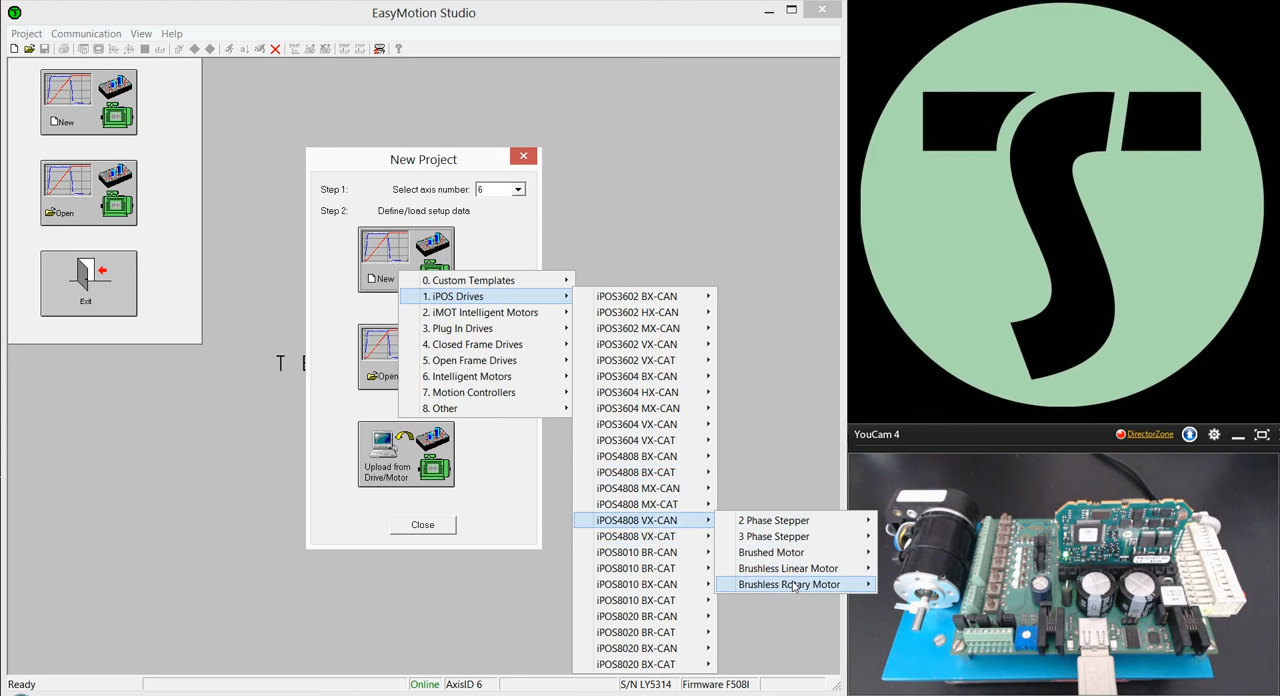 EasyMotion Studio
Project Communication View Help
New
Open
Exit
T E
New Project
Step 1: Select axis number: 6
Step 2: Define/load setup data
New
Open
Upload from
Drive/Motor
Close
0. Custom Templates
1. iPOS Drives
2. iMOT Intelligent Motors
3. Plug In Drives
4. Closed Frame Drives
5. Open Frame Drives
6. Intelligent Motors
7. Motion Controllers
8. Other
iPOS3602 BX-CAN
iPOS3602 HX-CAN
iPOS3602 MX-CAN
iPOS3602 VX-CAN
iPOS3602 VX-CAT
iPOS3604 BX-CAN
iPOS3604 HX-CAN
iPOS3604 MX-CAN
iPOS3604 VX-CAN
iPOS3604 VX-CAT
iPOS4808 BX-CAN
iPOS4808 BX-CAT
iPOS4808 MX-CAN
iPOS4808 MX-CAT
iPOS4808 VX-CAN
iPOS4808 VX-CAT
iPOS8010 BR-CAN
iPOS8010 BR-CAT
iPOS8010 BX-CAN
iPOS8010 BX-CAT
iPOS8020 BR-CAN
iPOS8020 BR-CAT
iPOS8020 BX-CAN
iPOS8020 BX-CAT
2 Phase Stepper
3 Phase Stepper
Brushed Motor
Brushless Linear Motor
Brushless Rotary Motor
Ready Online AxisID 6 S/N LY5314 Firmware F508I
TS
YouCam 4 DirectorZone